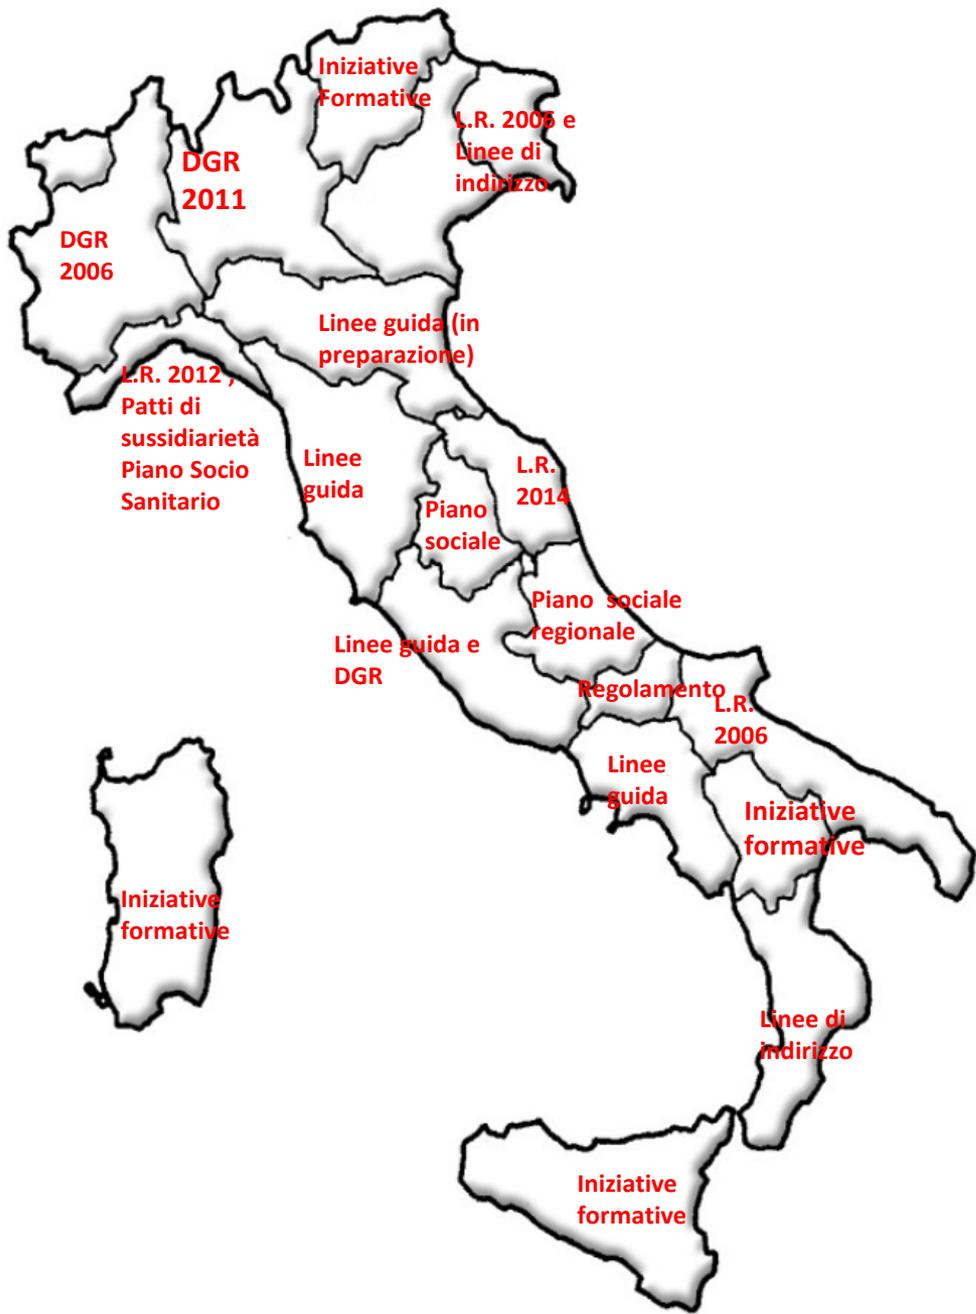 Iniziative
Formative
L.R. 2006 e
Linee di
indirizzo
DGR
2011
DGR
2006
Linee guida (in
preparazione)
L.R. 2012 ,
Patti di
sussidiarietà
Piano Socio
Sanitario
Linee
guida
L.R.
2014
Piano
sociale
Piano sociale
regionale
Linee guida e
DGR
Regolamento
L.R.
2006
Linee
guida
Iniziative
formative
Iniziative
formative
Linee di
indirizzo
Iniziative
formative